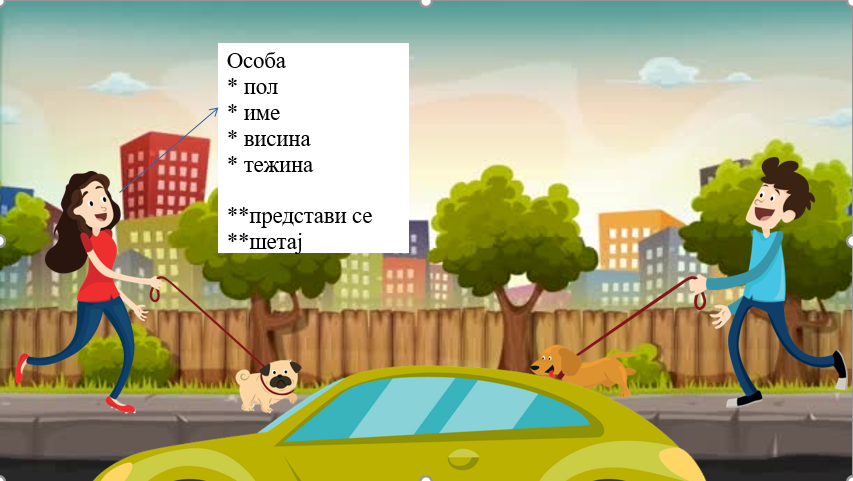 Особа
* пол
* име
* висина
* тежина
**представи се
**шетај